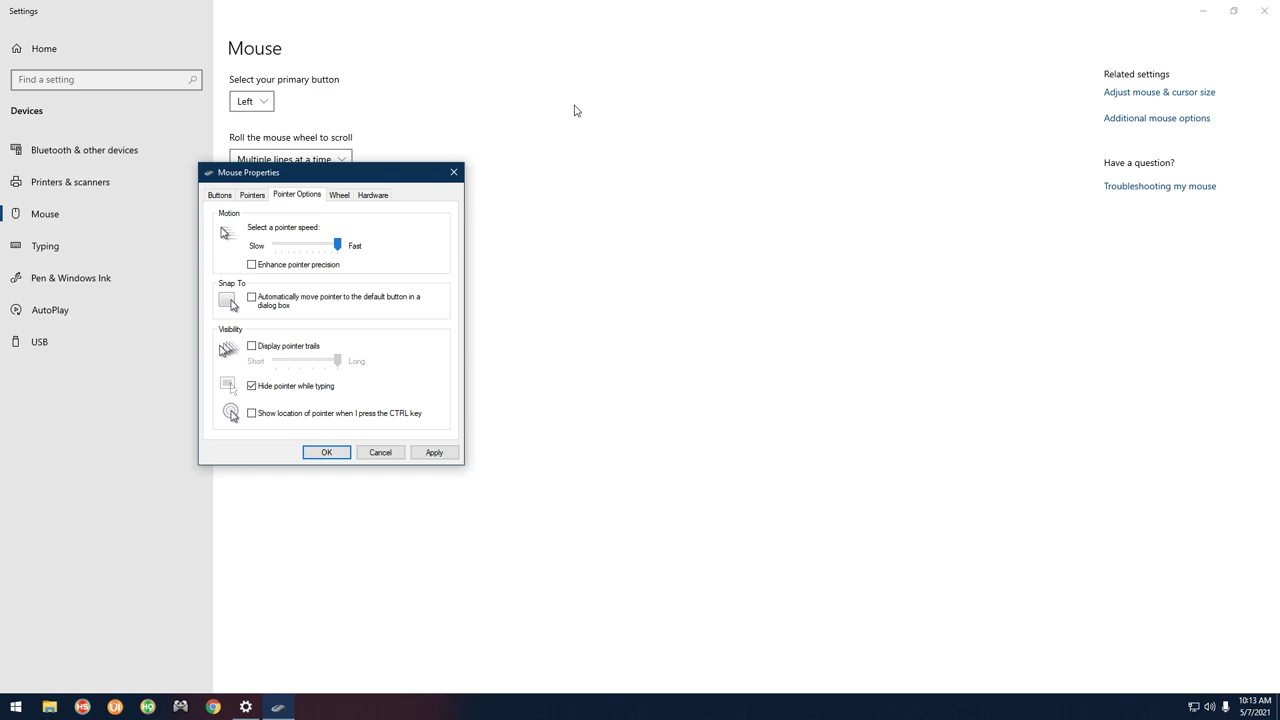 Settings
Home
Find a setting
Devices
Bluetooth & other devices
Printers & scanners
Mouse
Typing
Pen & Windows Ink
AutoPlay
USB
Mouse
Select your primary button
Left
Roll the mouse wheel to scroll
Multiple lines at a time
Mouse Properties
Buttons Pointers Pointer Options Wheel Hardware
Motion
Select a pointer speed:
Slow Fast
Enhance pointer precision
Snap To
Automatically move pointer to the default button in a
dialog box
Visibility
Display pointer trails
Short Long
Hide pointer while typing
Show location of pointer when I press the CTRL key
OK Cancel Apply
Related settings
Adjust mouse & cursor size
Additional mouse options
Have a question?
Troubleshooting my mouse
HS HC
10:13 AM
5/7/2021